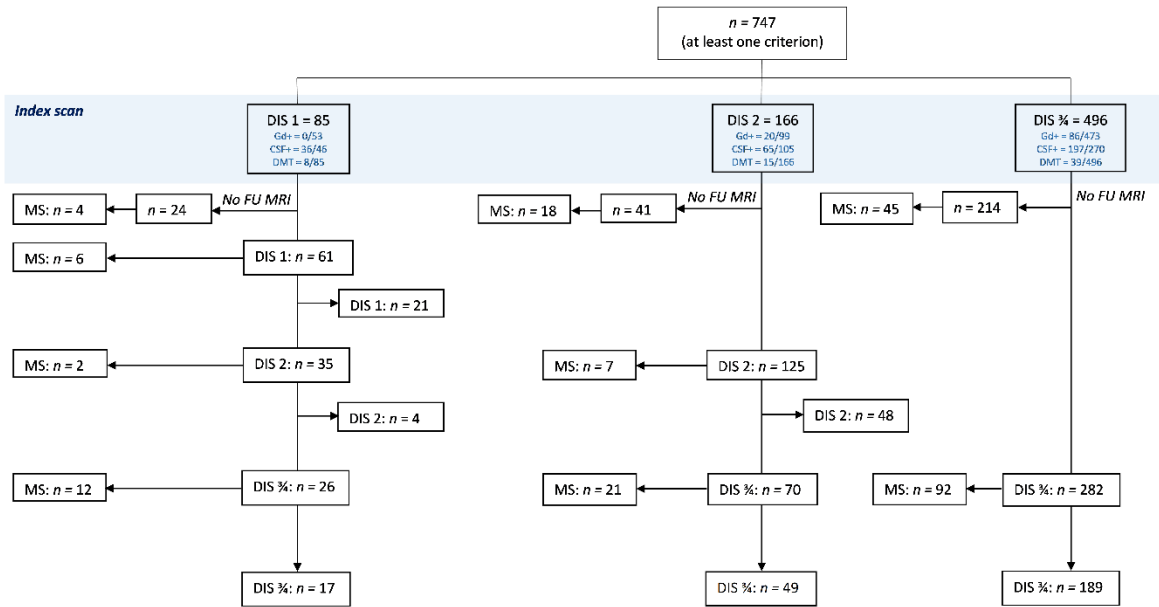 n = 747
(at least one criterion)
Index scan
DIS 1 = 85
Gd+ = 0/53
CSF+ = 36/46
DMT = 8/85
DIS 2 = 166
Gd+ = 20/99
CSF+ = 65/105
DMT = 15/166
DIS ¾ = 496
Gd+ = 86/473
CSF+ = 197/270
DMT = 39/496
MS: n = 4
n = 24
No FU MRI
MS: n = 18
n = 41
No FU MRI
MS: n = 45
n = 214
No FU MRI
MS: n = 6
DIS 1: n = 61
DIS 1: n = 21
MS: n = 2
DIS 2: n = 35
MS: n = 7
DIS 2: n = 125
DIS 2: n = 4
DIS 2: n = 48
MS: n = 12
DIS ¾: n = 26
MS: n = 21
DIS ¾: n = 70
MS: n = 92
DIS ¾: n = 282
DIS ¾: n = 17
DIS ¾: n = 49
DIS ¾: n = 189